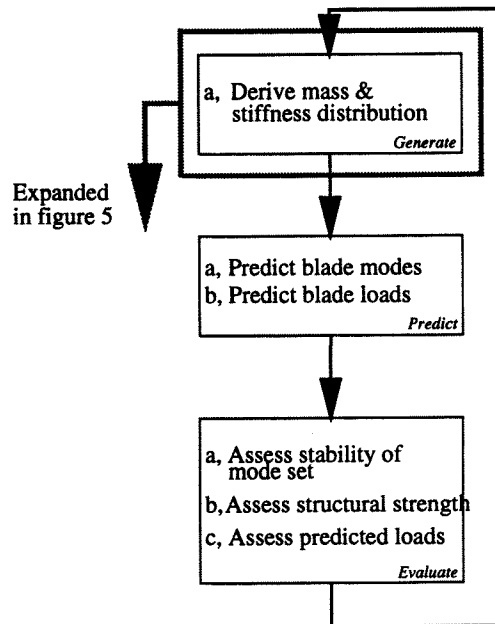 a, Derive mass &
stiffness distribution
Generate
Expanded
in figure 5
a, Predict blade modes
b, Predict blade loads
Predict
a, Assess stability of
mode set
b, Assess structural strength
c, Assess predicted loads
Evaluate